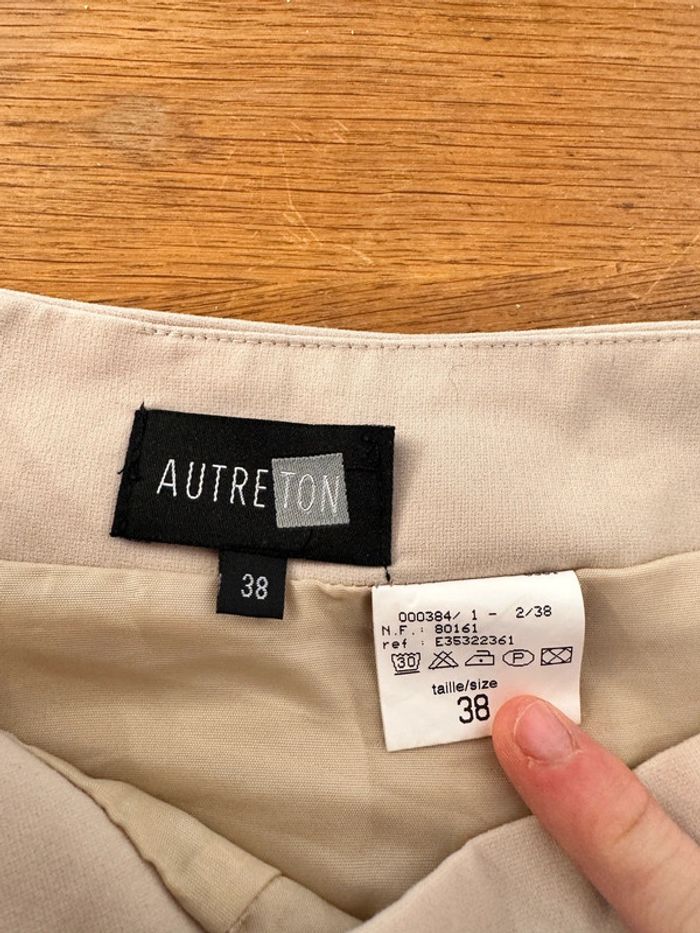 AUTRETON
38
000384/ 1 - 2/38
N.F.: 80161
ref : E35322361
30 P
taille/size
38